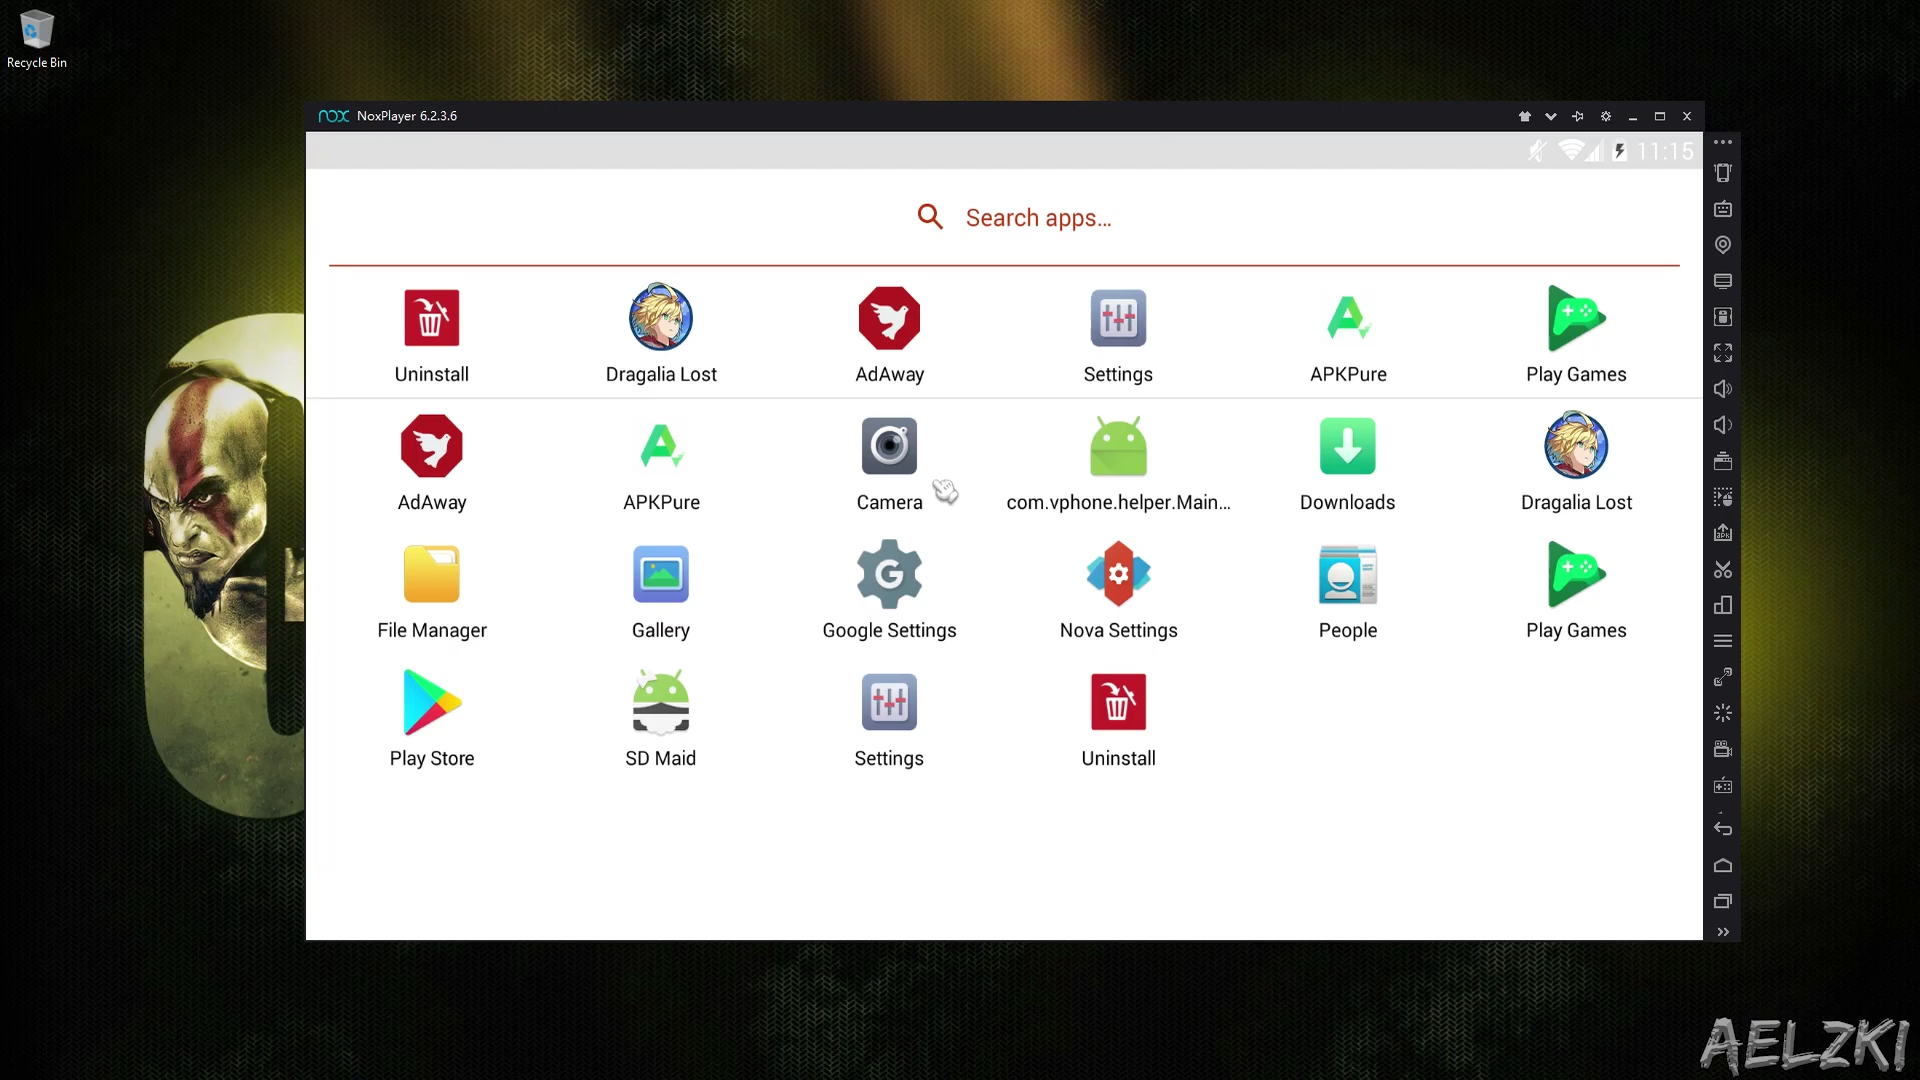 Recycle Bin
nox NoxPlayer 6.2.3.6
11:15
Search apps...
Uninstall Dragalia Lost AdAway Settings APKPure Play Games
AdAway APKPure Camera com.vphone.helper.Main... Downloads Dragalia Lost
File Manager Gallery Google Settings Nova Settings People Play Games
Play Store SD Maid Settings Uninstall
AELZKI